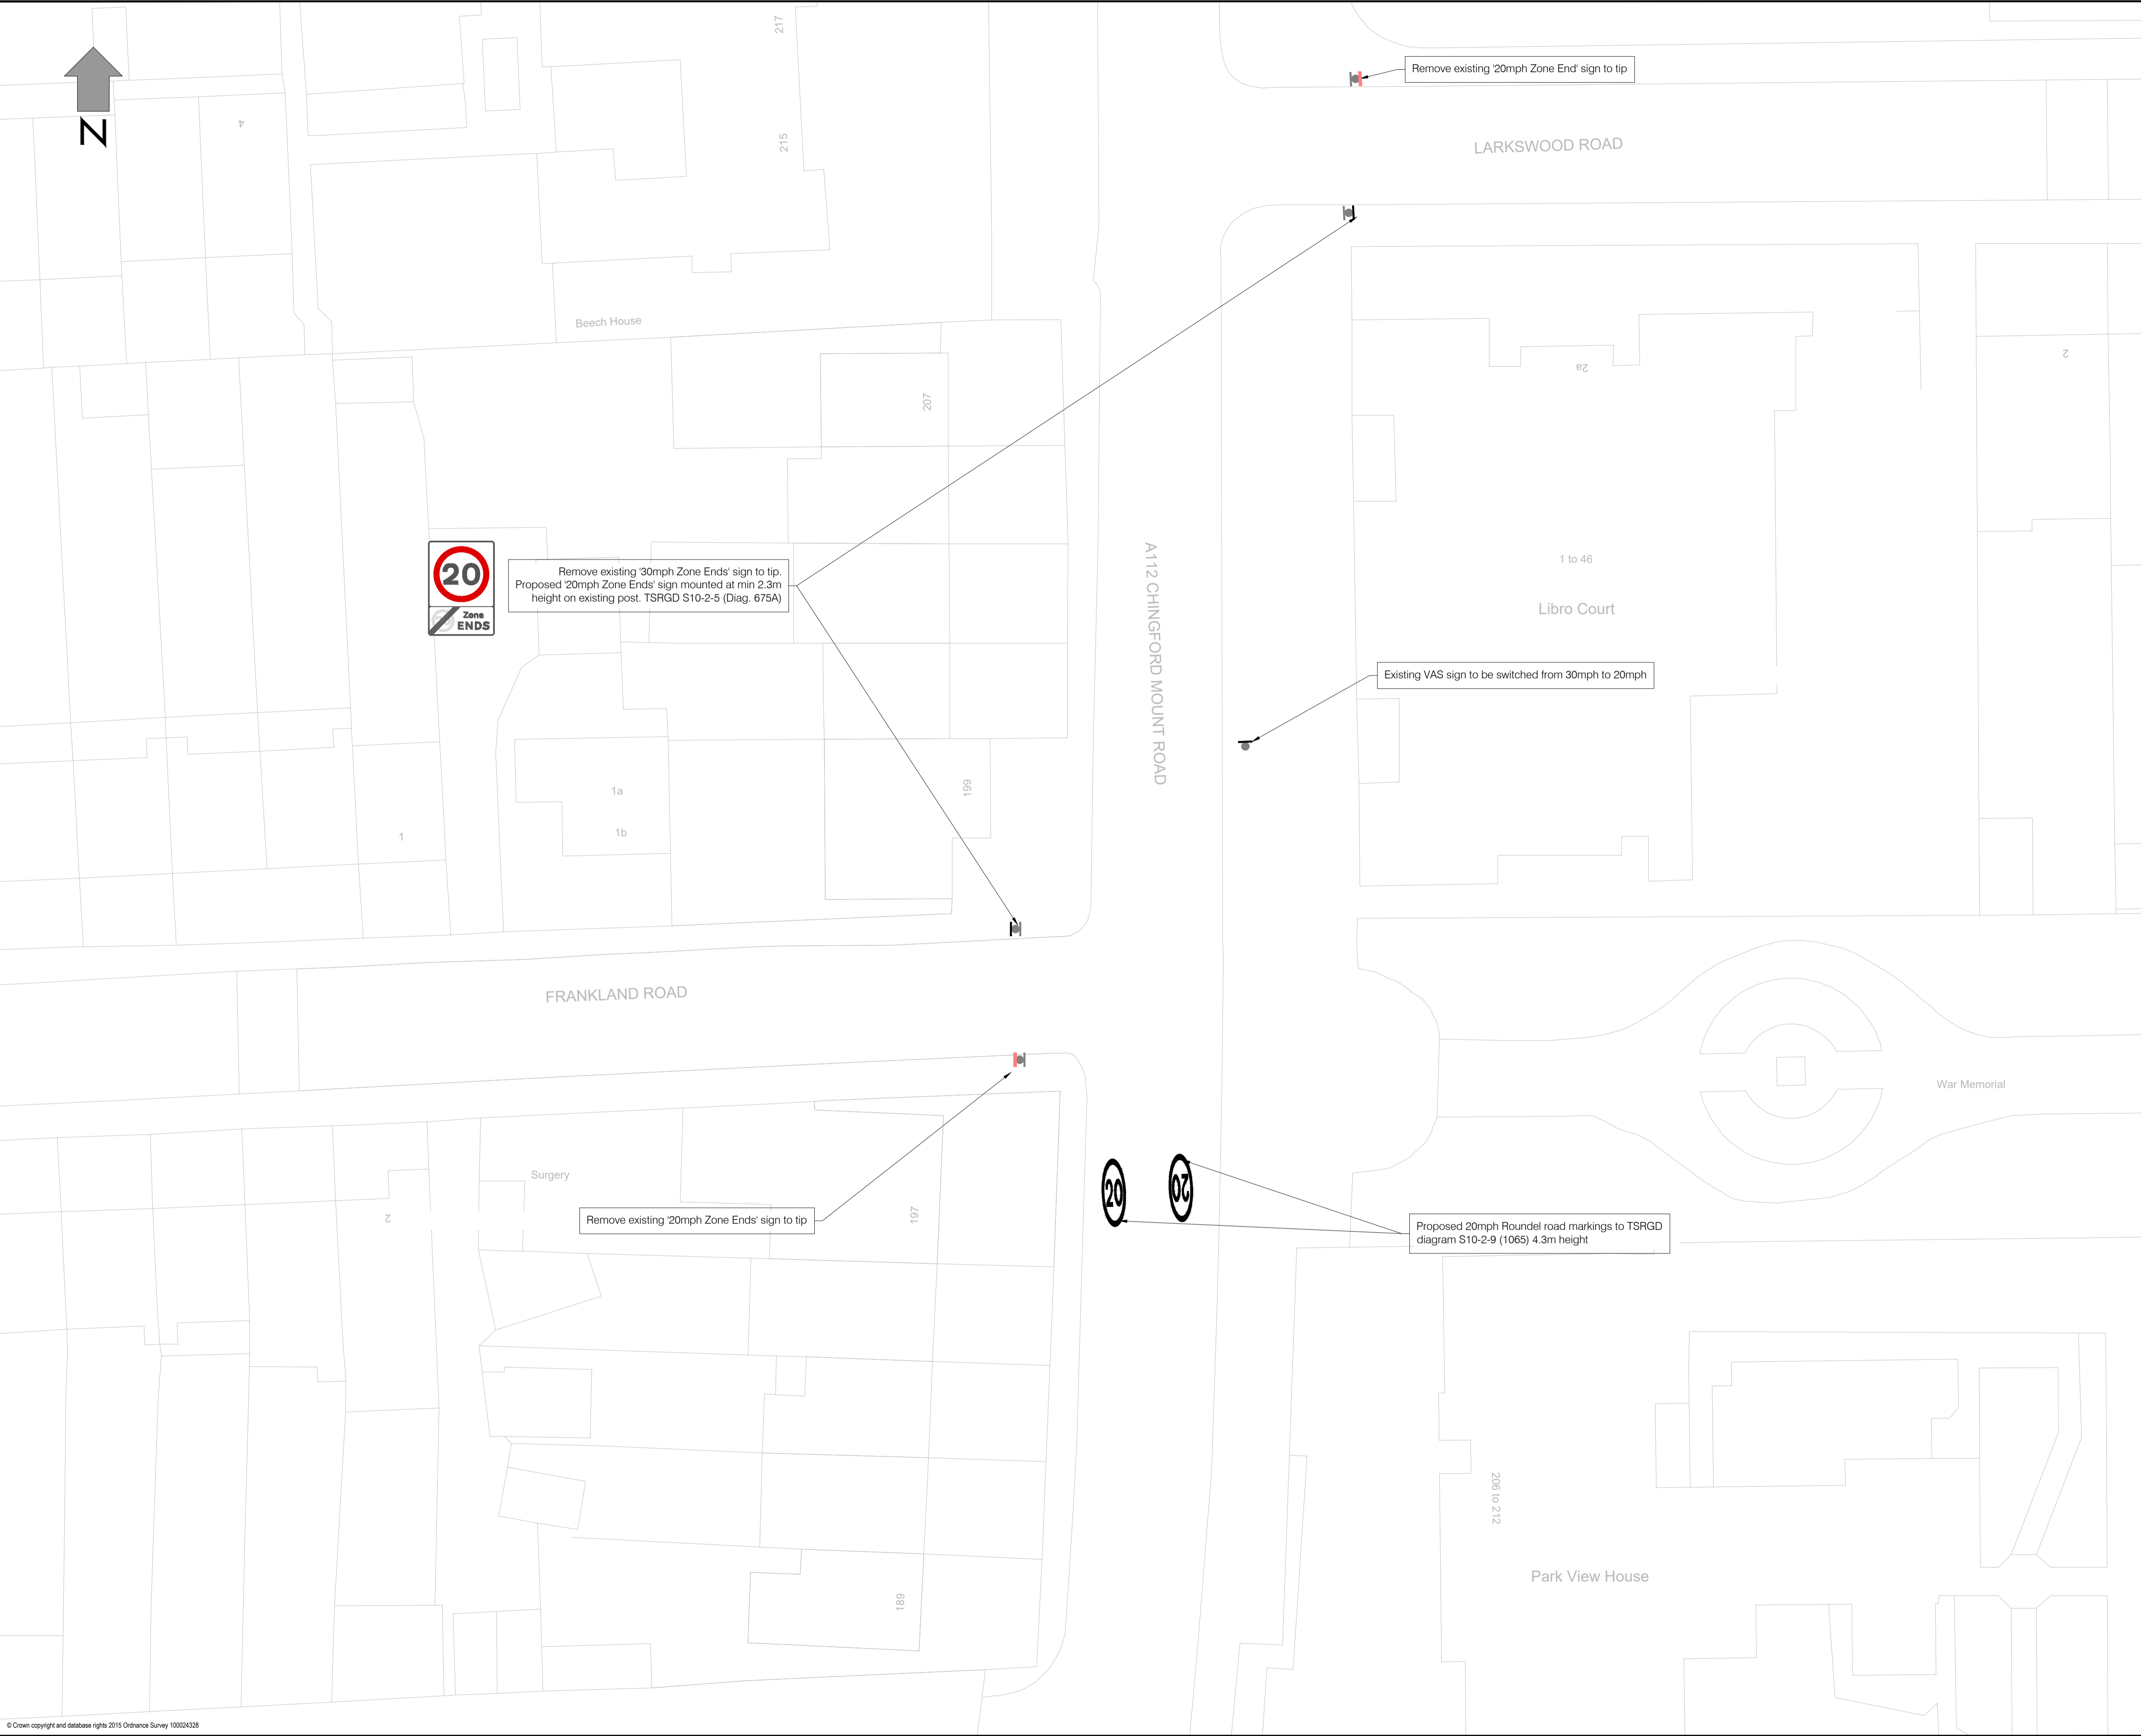 217
Remove existing '20mph Zone End' sign to tip
N
4
215
LARKSWOOD ROAD
Beech House
2a
2
207
20
Zone
ENDS
Remove existing '30mph Zone Ends' sign to tip.
Proposed '20mph Zone Ends' sign mounted at min 2.3m
height on existing post. TSRGD S10-2-5 (Diag. 675A)
A112 CHINGFORD MOUNT ROAD
1 to 46
Libro Court
Existing VAS sign to be switched from 30mph to 20mph
1a
199
1b
1
FRANKLAND ROAD
War Memorial
Surgery
20
20
2
197
Remove existing '20mph Zone Ends' sign to tip
Proposed 20mph Roundel road markings to TSRGD
diagram S10-2-9 (1065) 4.3m height
206 to 212
Park View House
189
© Crown copyright and database rights 2015 Ordnance Survey 100024328